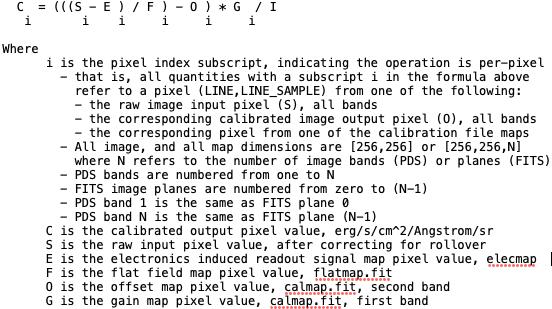 C  = (((S - E ) / F ) - O ) * G  / I
 i       i   i     i     i     i
Where
i is the pixel index subscript, indicating the operation is per-pixel
- that is, all quantities with a subscript i in the formula above
refer to a pixel (LINE,LINE_SAMPLE) from one of the following:
- the raw image input pixel (S), all bands
- the corresponding calibrated image output pixel (O), all bands
- the corresponding pixel from one of the calibration file maps
- All image, and all map dimensions are [256,256] or [256,256,N]
where N refers to the number of image bands (PDS) or planes (FITS)
- PDS bands are numbered from one to N
- FITS image planes are numbered from zero to (N-1)
- PDS band 1 is the same as FITS plane 0
- PDS band N is the same as FITS plane (N-1)
C is the calibrated output pixel value, erg/s/cm^2/Angstrom/sr
S is the raw input pixel value, after correcting for rollover
E is the electronics induced readout signal map pixel value, elecmap
F is the flat field map pixel value, flatmap.fit
O is the offset map pixel value, calmap.fit, second band
G is the gain map pixel value, calmap.fit, first band